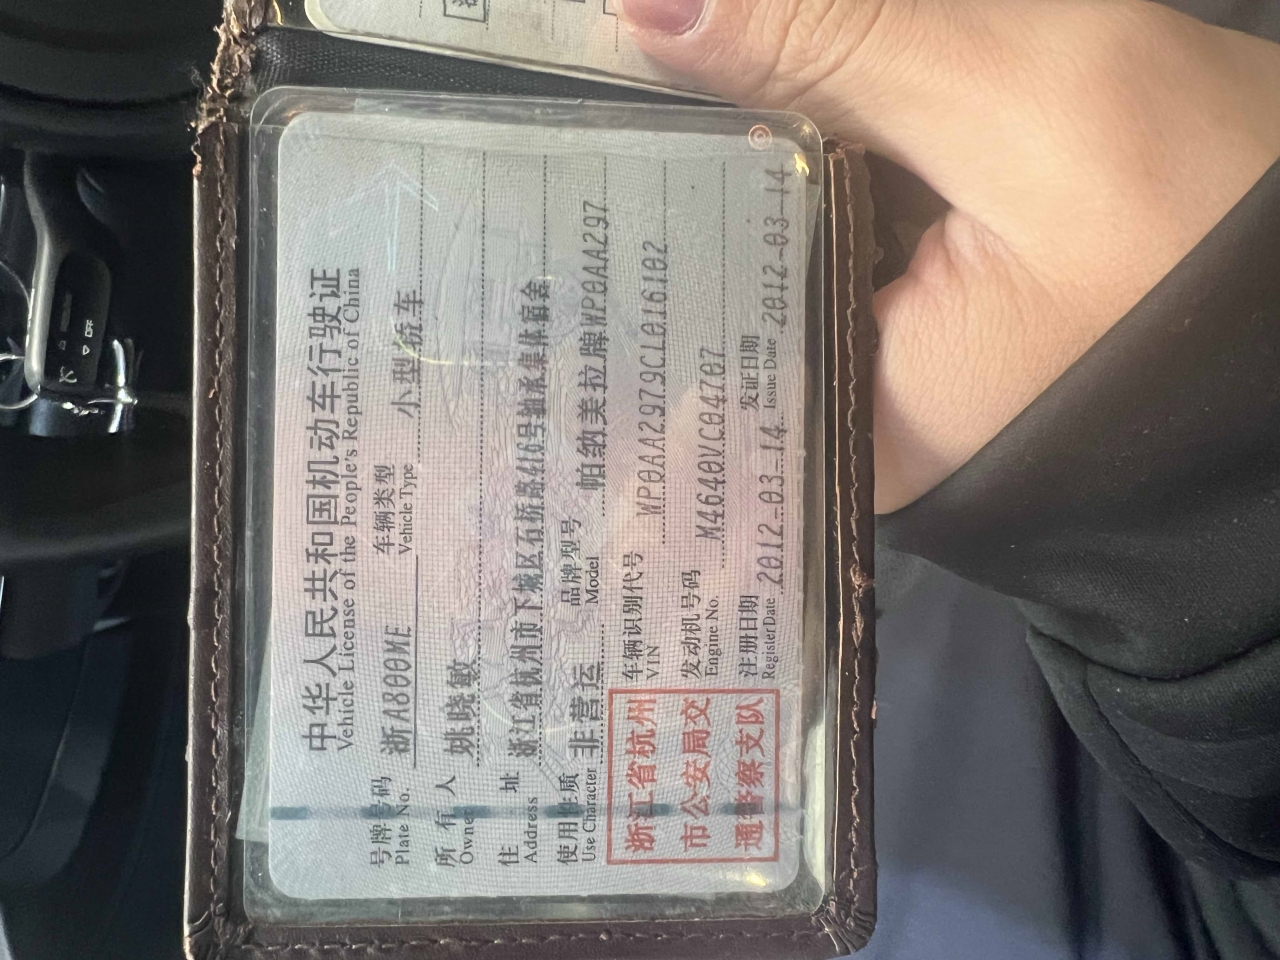 中华人民共和国机动车行驶证
Vehicle License of the People's Republic of China
号牌号码 浙A800ME 车辆类型 小型轿车
Plate No. Vehicle Type
所有人 姚晓敏
Owner
住址 浙江省杭州市下城区石桥路416号轴承集体宿舍
Address
使用性质 非营运 品牌型号 帕纳美拉牌WP0AA297
Use Character Model
浙江省杭州
市公安局交
通警察支队
车辆识别代号 WP0AA2979CL016102
VIN
发动机号码 M4640VC04707
Engine No.
注册日期 2012-03-14 发证日期 2012-03-14
Register Date Issue Date
OFF